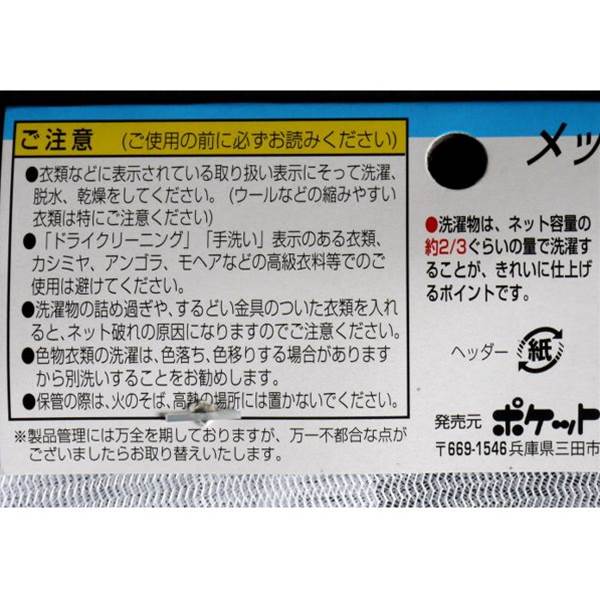 ご注意 (ご使用の前に必ずお読みください)
●衣類などに表示されている取り扱い表示にそって洗濯、
脱水、乾燥をしてください。(ウールなどの縮みやすい
衣類は特にご注意ください)
●「ドライクリーニング」「手洗い」表示のある衣類、
カシミヤ、アンゴラ、モヘアなどの高級衣料等でのご
使用は避けてください。
●洗濯物の詰め過ぎや、するどい金具のついた衣類を入れ
ると、ネット破れの原因になりますのでご注意ください。
●色物衣類の洗濯は、色落ち、色移りする場合があります
から別洗いすることをお勧めします。
●保管の際は、火のそば、高熱の場所には置かないでください。
※製品管理には万全を期しておりますが、万一不都合な点が
ございましたらお取り替えいたします。
メッ
●洗濯物は、ネット容量の
約2/3ぐらいの量で洗濯す
ることが、きれいに仕上げ
るポイントです。
ヘッダー 紙
発売元 ポケット
〒669-1546兵庫県三田市